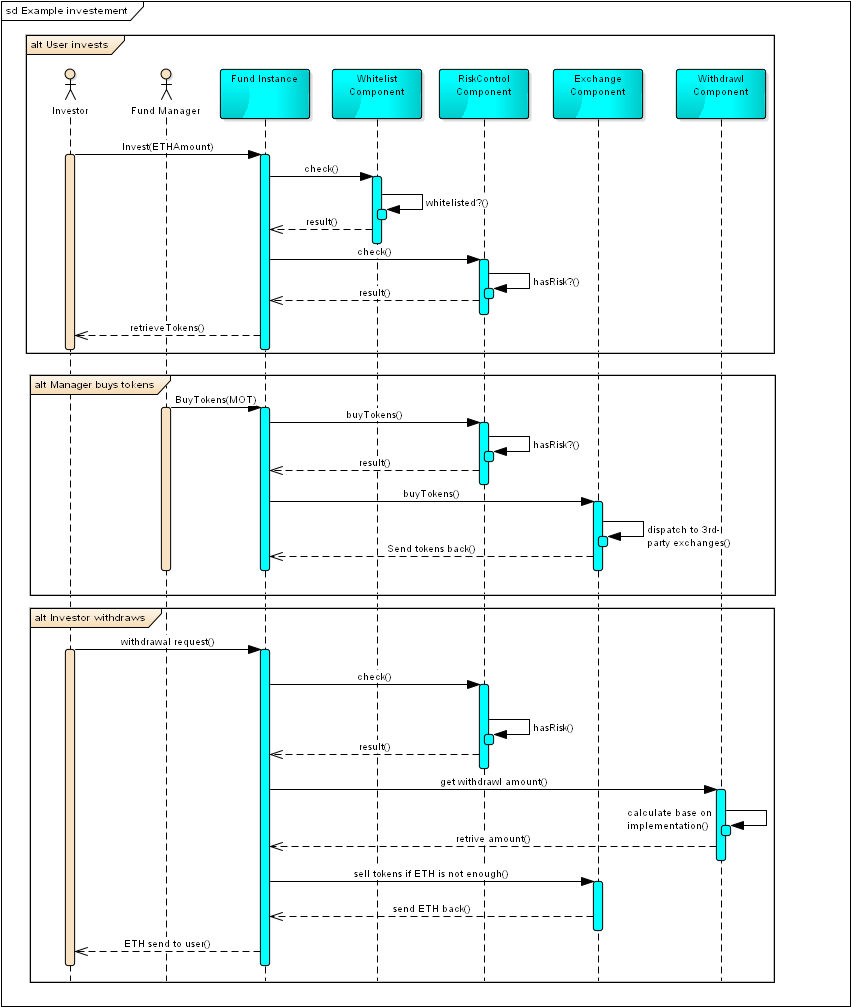 sd Example investement
alt User invests
Investor
Fund Manager
Fund Instance
Whitelist
Component
RiskControl
Component
Exchange
Component
Withdrawl
Component
Invest(ETHAmount)
check()
whitelisted?()
result()
check()
hasRisk?()
result()
retrieveTokens()
alt Manager buys tokens
BuyTokens(MOT)
buyTokens()
hasRisk?()
result()
buyTokens()
dispatch to 3rd-
party exchanges()
Send tokens back()
alt Investor withdraws
withdrawal request()
check()
hasRisk()
result()
get withdrawl amount()
calculate base on
implementation()
retrive amount()
sell tokens if ETH is not enough()
send ETH back()
ETH send to user()